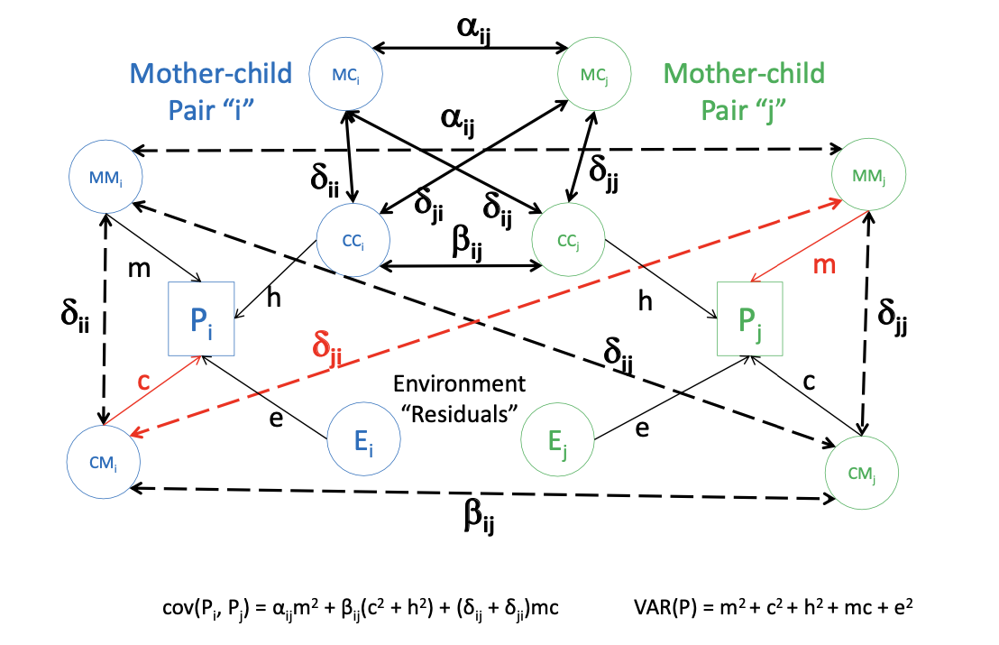 αij
MCi
MCj
Mother-child
Pair “i”
Mother-child
Pair “j”
αij
MMi
MMj
δii
δji
δij
δjj
CCi
βij
CCj
m
h
h
m
δii
Pi
Pj
δjj
δji
δij
c
Environment
“Residuals”
c
e
Ei
Ej
e
CMi
CMj
βij
cov(Pi, Pj) = αijm² + βij(c² + h²) + (δij + δji)mc
VAR(P) = m² + c² + h² + mc + e²